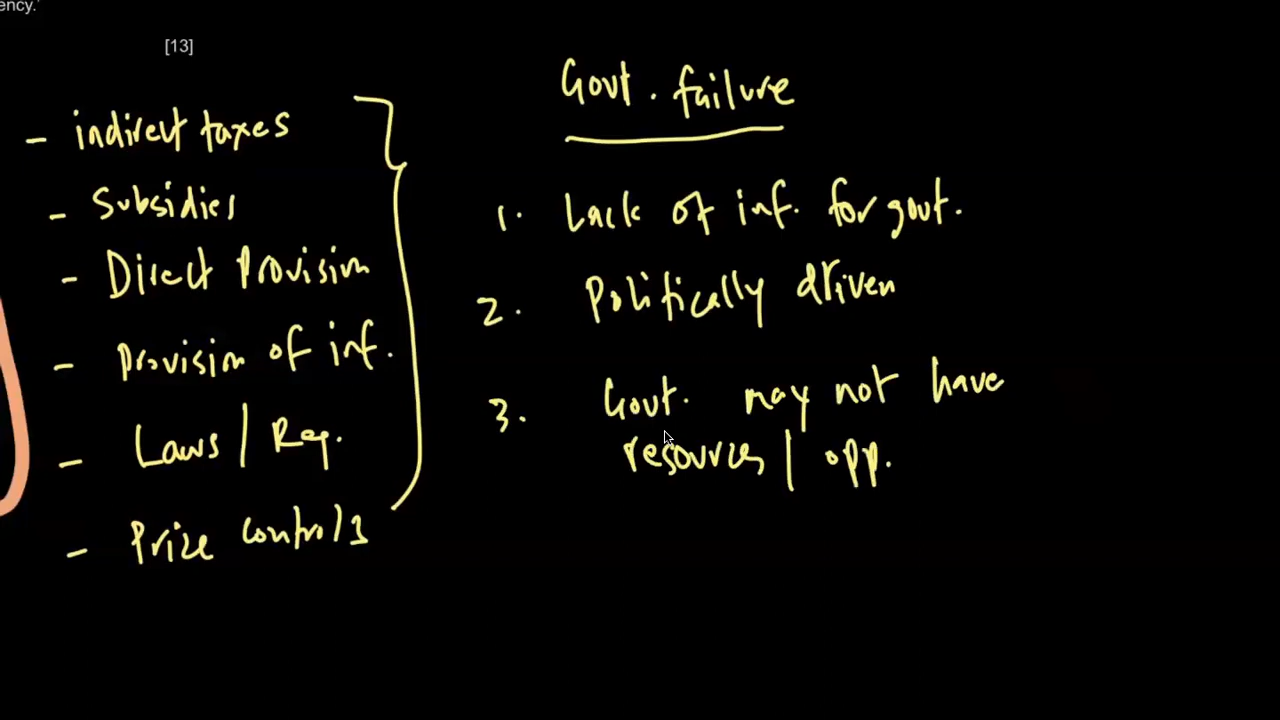 ency.'
[13]
- indirect taxes
- Subsidies
- Direct Provision
- Provision of inf.
- Laws / Reg.
- Price controls
Govt. failure
1. Lack of inf. for govt.
2. Politically driven
3. Govt. may not have
resources / opp.